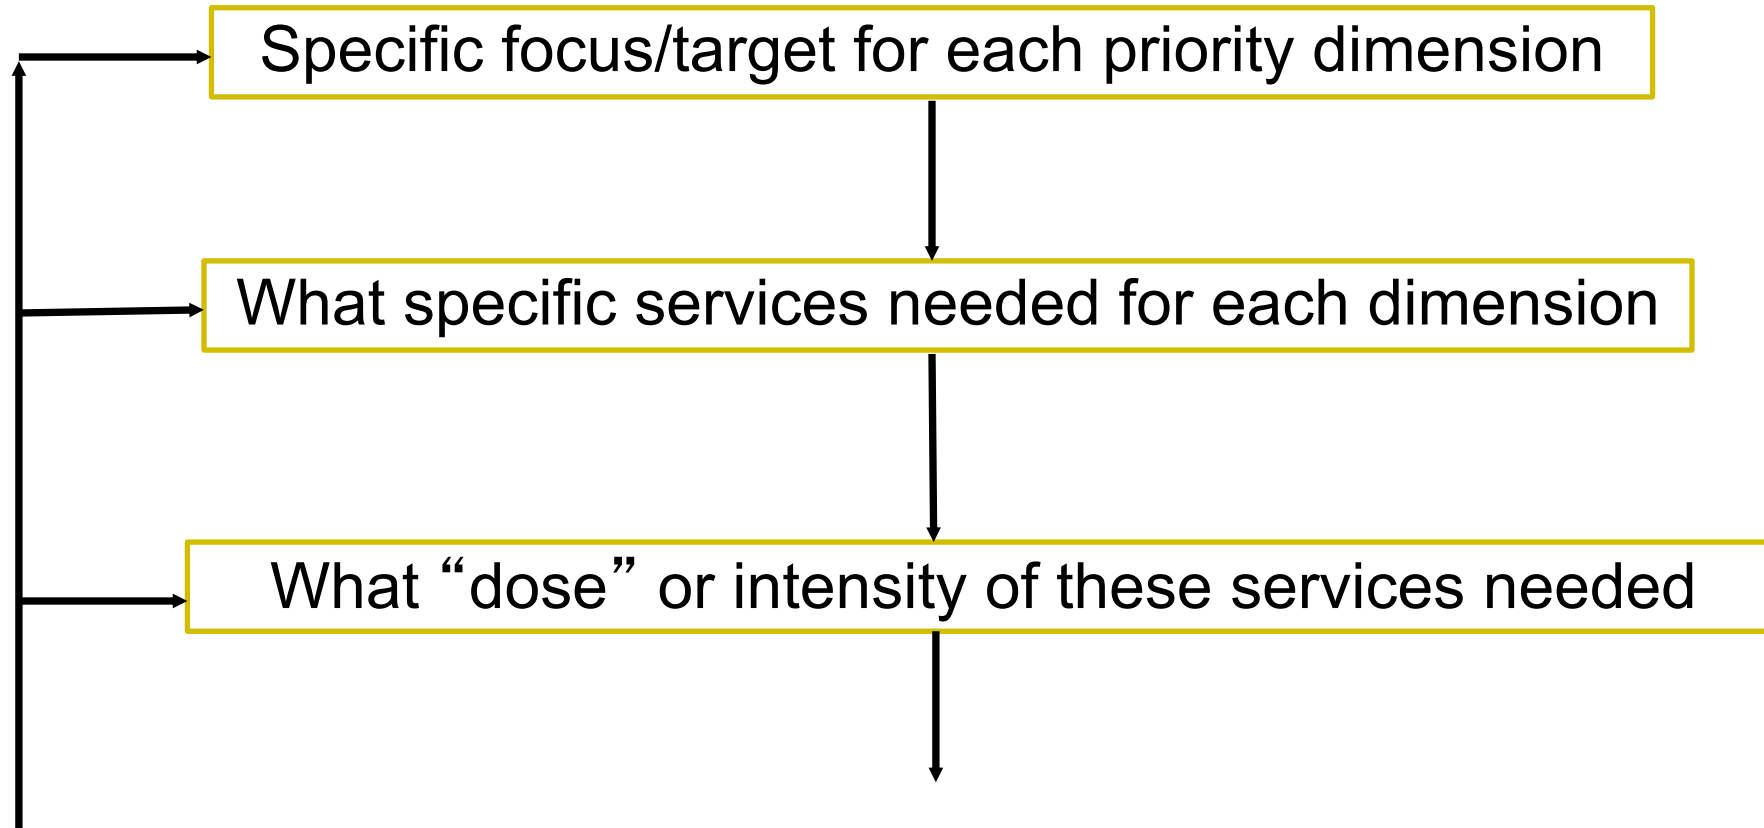 Specific focus/target for each priority dimension
What specific services needed for each dimension
What “dose” or intensity of these services needed